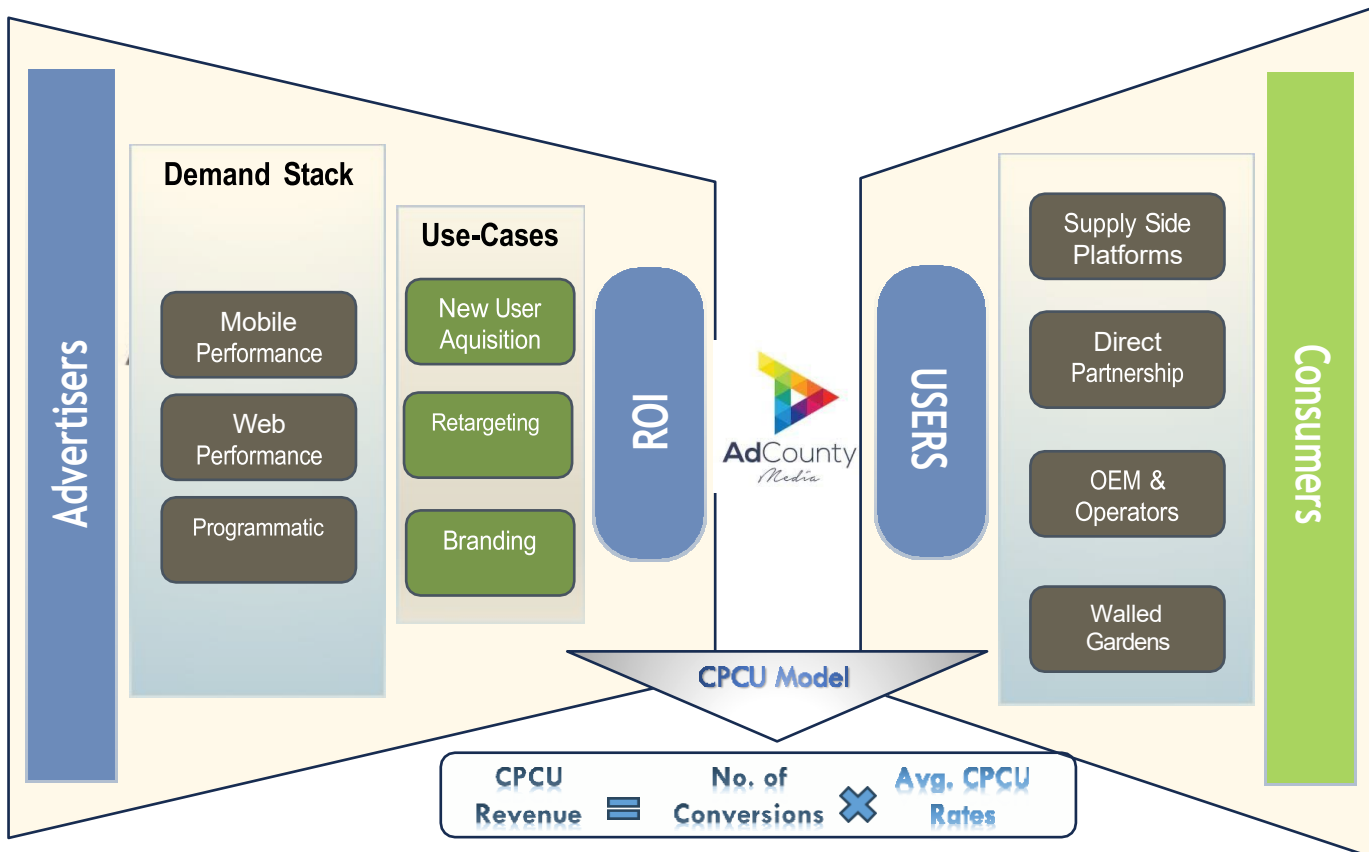 Advertisers
Demand Stack
Mobile
Performance
Web
Performance
Programmatic
Use-Cases
New User
Aquisition
Retargeting
Branding
ROI
AdCounty
Media
USERS
Supply Side
Platforms
Direct
Partnership
OEM &
Operators
Walled
Gardens
Consumers
CPCU Model
CPCU
Revenue
=
No. of
Conversions
×
Avg. CPCU
Rates